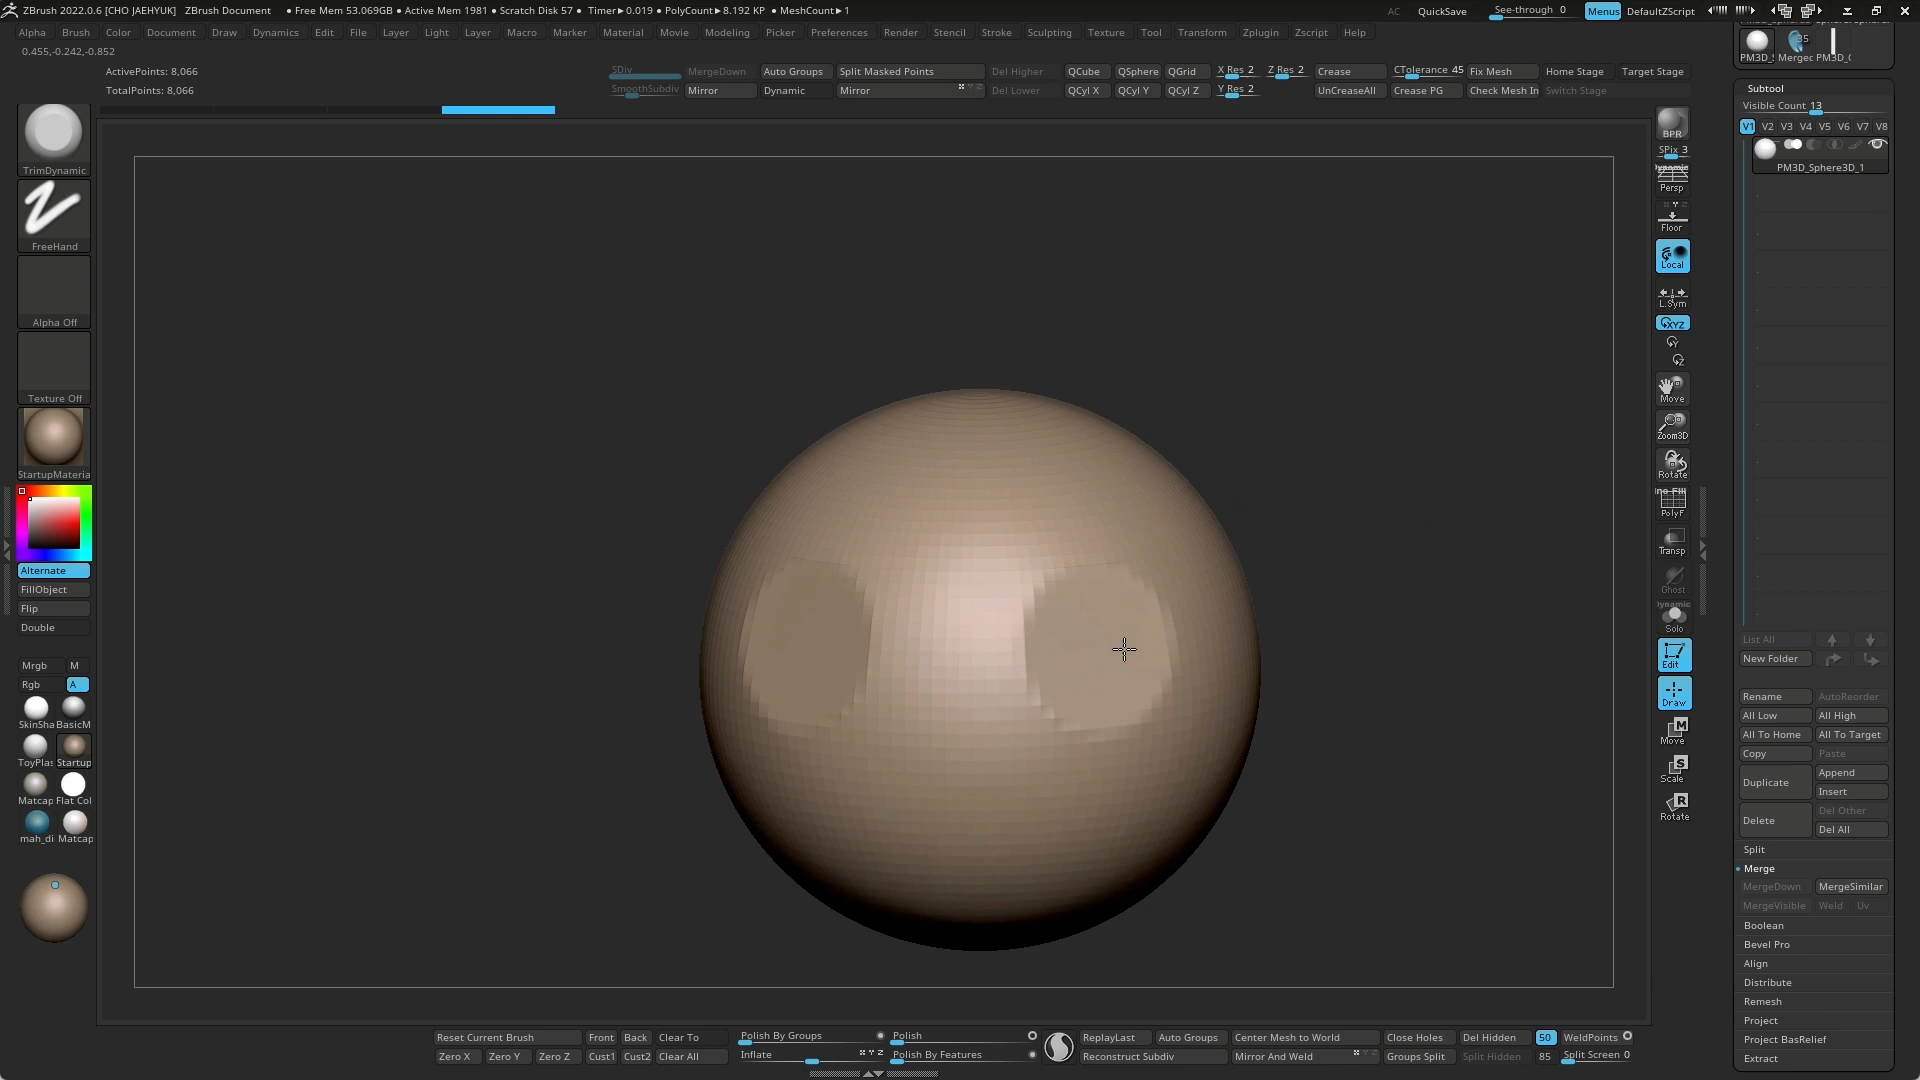 ZBrush 2022.0.6 [CHO JAEHYUK] ZBrush Document • Free Mem 53.069GB • Active Mem 1981 • Scratch Disk 57 • Timer▸0.019 • PolyCount▸8.192 KP • MeshCount▸1 AC QuickSave See-through 0 Menus DefaultZScript
Alpha Brush Color Document Draw Dynamics Edit File Layer Light Layer Macro Marker Material Movie Modeling Picker Preferences Render Stencil Stroke Sculpting Texture Tool Transform Zplugin Zscript Help
0.455,-0.242,-0.852
35
PM3D_S Merged PM3D_C
ActivePoints: 8,066
TotalPoints: 8,066
SDiv MergeDown Auto Groups Split Masked Points Del Higher QCube QSphere QGrid X Res 2 Z Res 2 Crease CTolerance 45 Fix Mesh Home Stage Target Stage
SmoothSubdiv Mirror Dynamic Mirror Del Lower QCyl X QCyl Y QCyl Z Y Res 2 UnCreaseAll Crease PG Check Mesh In Switch Stage
TrimDynamic
FreeHand
Alpha Off
Texture Off
StartupMateria
Alternate
FillObject
Flip
Double
Mrgb M
Rgb A
SkinSha BasicM
ToyPlas Startup
Matcap Flat Col
mah_di Matcap
BPR
SPix 3
Dynamic
Persp
Floor
Local
L.Sym
XYZ
Y
Z
Move
Zoom3D
Rotate
PolyF
Transp
Ghost
Dynamic
Solo
Edit
Draw
M
Move
S
Scale
R
Rotate
Subtool
Visible Count 13
V1 V2 V3 V4 V5 V6 V7 V8
PM3D_Sphere3D_1
List All
New Folder
Rename AutoReorder
All Low All High
All To Home All To Target
Copy Paste
Duplicate Append
Insert
Delete Del Other
Del All
Split
Merge
MergeDown MergeSimilar
MergeVisible Weld Uv
Boolean
Bevel Pro
Align
Distribute
Remesh
Project
Project BasRelief
Extract
Reset Current Brush Front Back Clear To Polish By Groups Polish ReplayLast Auto Groups Center Mesh to World Close Holes Del Hidden 50 WeldPoints
Zero X Zero Y Zero Z Cust1 Cust2 Clear All Inflate X Y Z Polish By Features Reconstruct Subdiv Mirror And Weld Groups Split Split Hidden 85 Split Screen 0